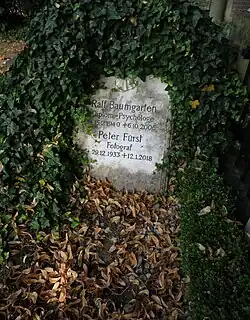 Ralf Baumgarten
Diplom-Psychologe
+ 6.10.2006
Peter Fürst
Fotograf
29.12.1933 + 12.1.2018